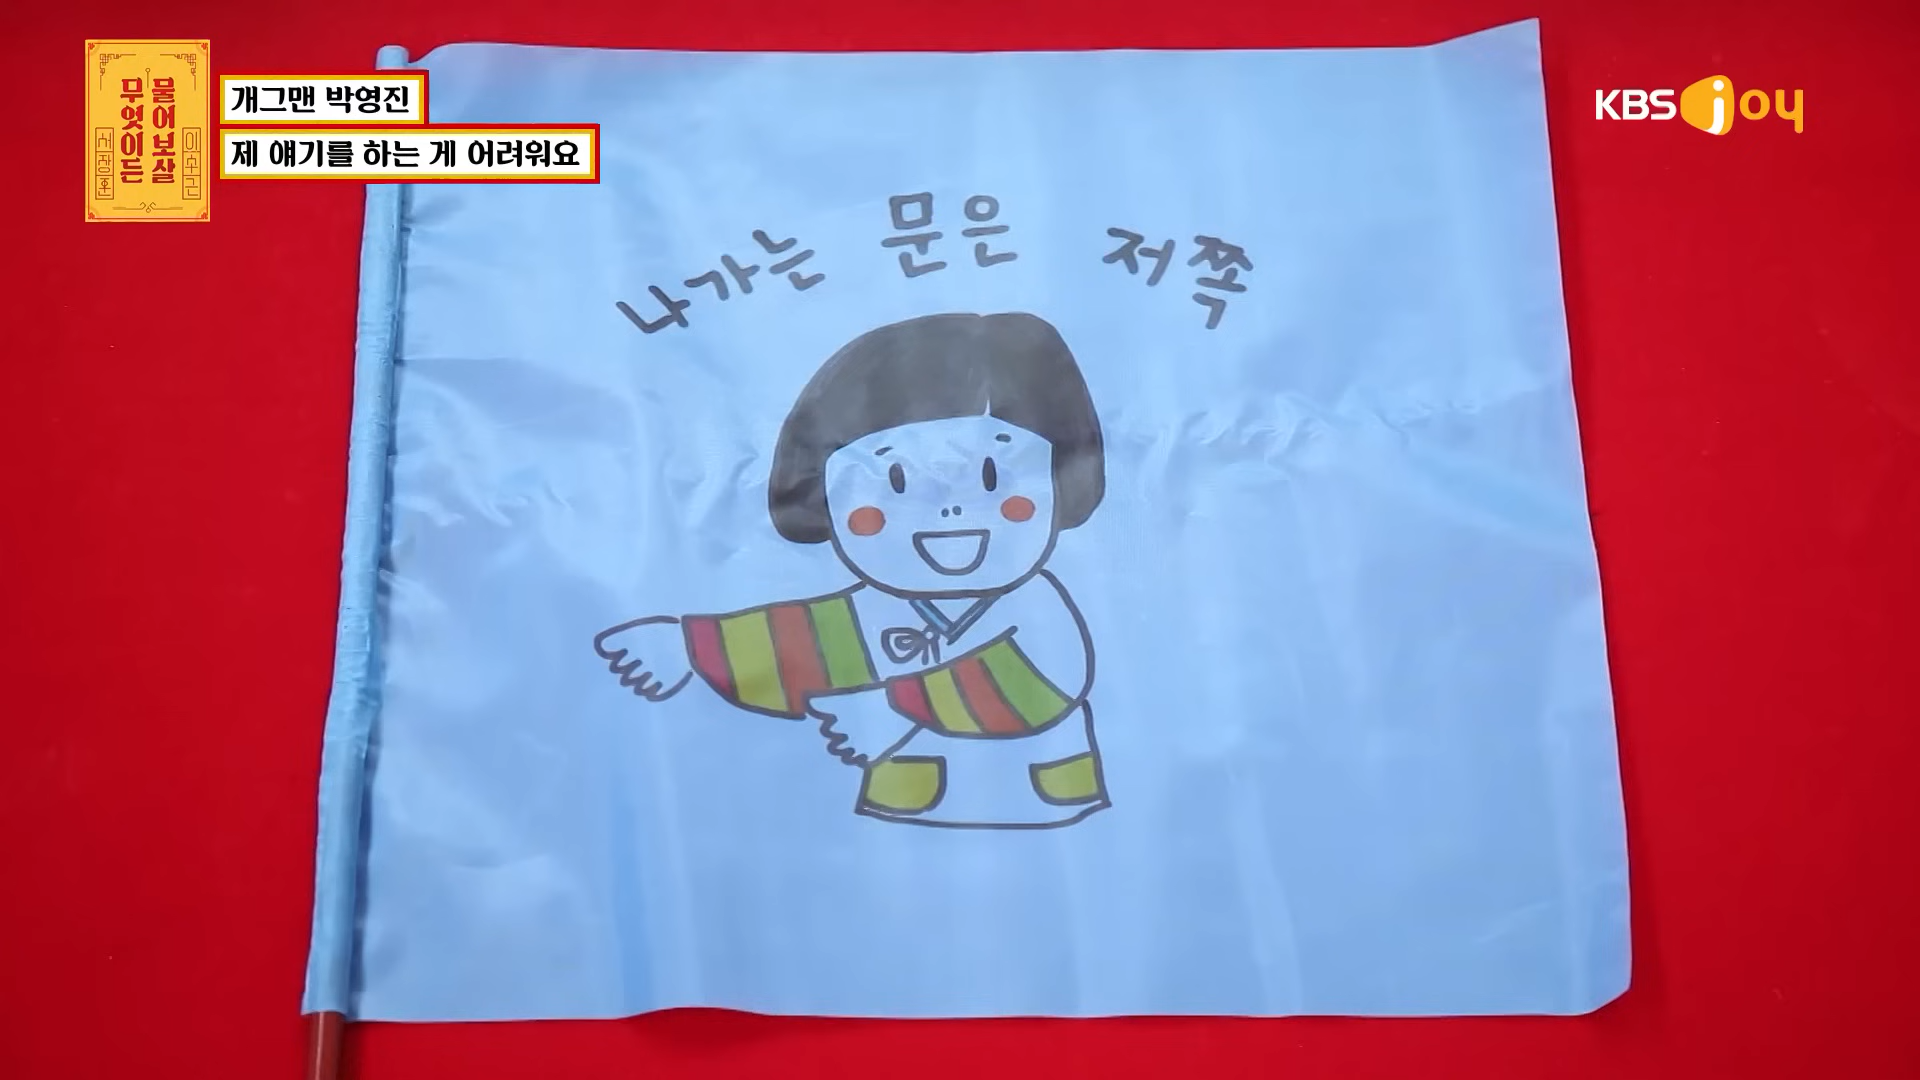 무엇이든
물어보살
서장훈
이수근
개그맨 박영진
제 얘기를 하는 게 어려워요
KBS joy
나가는 문은 저쪽